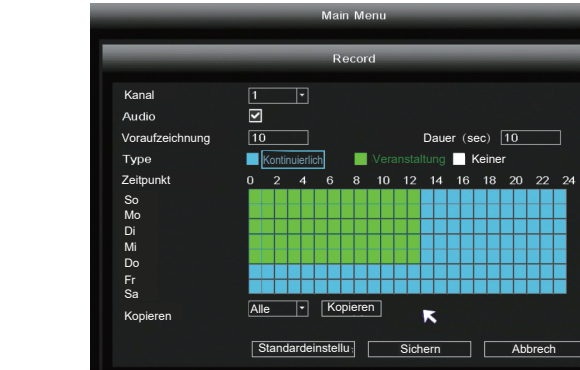 Main Menu
Record
Kanal 1
Audio
Voraufzeichnung 10 Dauer (sec) 10
Type Kontinuierlich Veranstaltung Keiner
Zeitpunkt 0 2 4 6 8 10 12 14 16 18 20 22 24
So
Mo
Di
Mi
Do
Fr
Sa
Kopieren Alle Kopieren
Standardeinstellu Sichern Abbrech